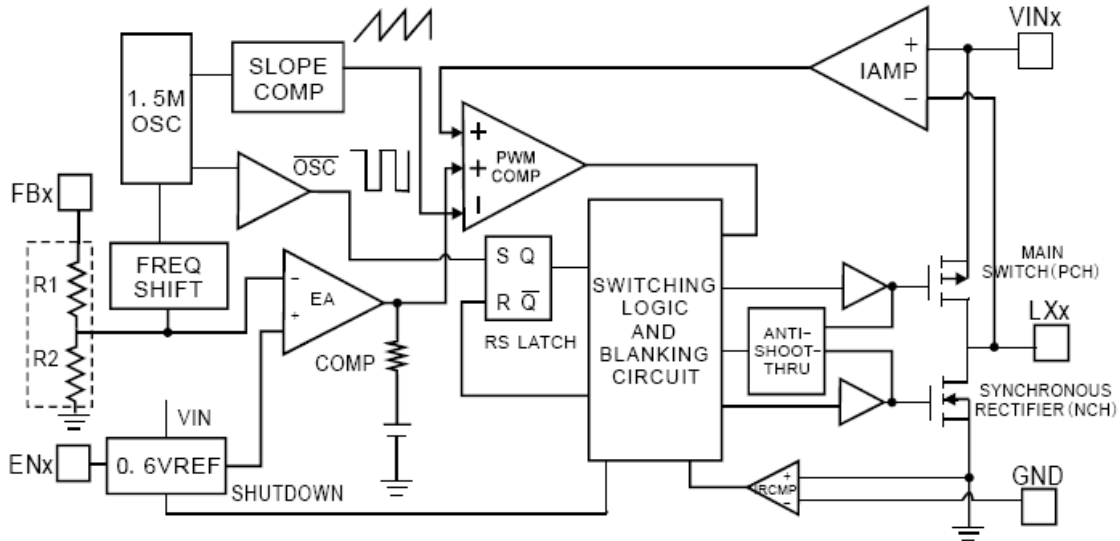 VINx
+
IAMP
−
SLOPE
COMP
1.5M
OSC
+
+
−
PWM
COMP
OSC
FBx
R1
R2
FREQ
SHIFT
−
EA
+
COMP
S Q
R Q
RS LATCH
SWITCHING
LOGIC
AND
BLANKING
CIRCUIT
ANTI-
SHOOT-
THRU
MAIN
SWITCH(PCH)
LXx
SYNCHRONOUS
RECTIFIER(NCH)
VIN
ENx
0.6VREF
SHUTDOWN
+
IRCMP
−
GND